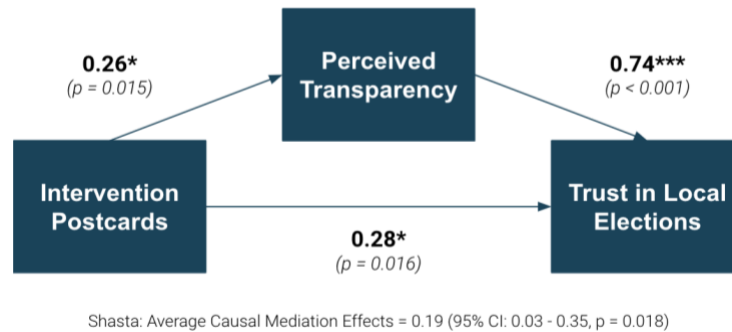 0.26*
(p = 0.015)
Perceived
Transparency
0.74***
(p < 0.001)
Intervention
Postcards
0.28*
(p = 0.016)
Trust in Local
Elections
Shasta: Average Causal Mediation Effects = 0.19 (95% CI: 0.03 - 0.35, p = 0.018)